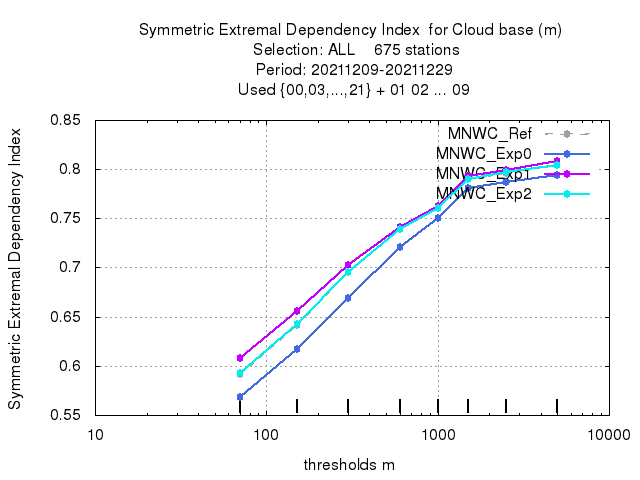 Symmetric Extremal Dependency Index  for Cloud base (m)
Selection: ALL    675 stations
Period: 20211209-20211229
Used {00,03,...,21} + 01 02 ... 09
Symmetric Extremal Dependency Index
0.85
0.8
0.75
0.7
0.65
0.6
0.55
MNWC_Ref
MNWC_Exp0
MNWC_Exp1
MNWC_Exp2
10
100
1000
10000
thresholds m